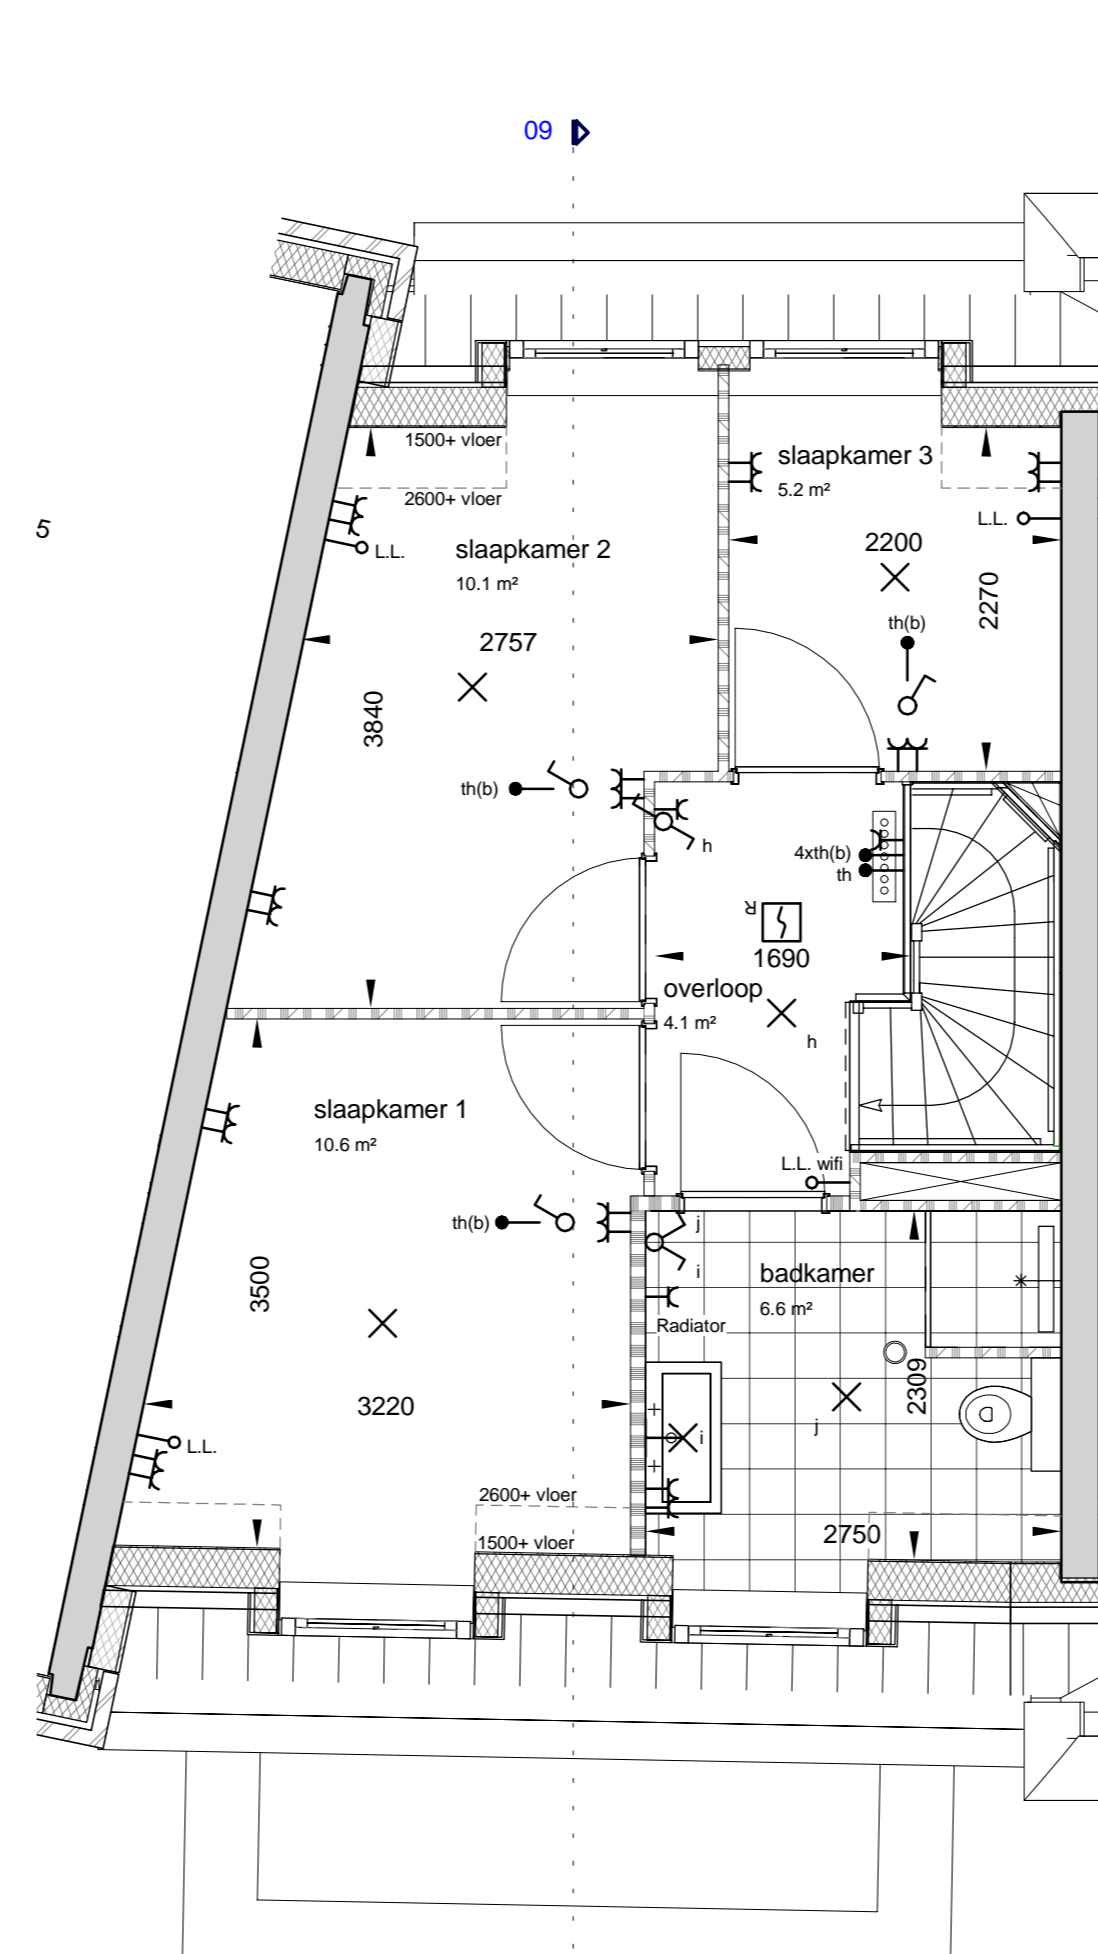 09
1500+ vloer
2600+ vloer
5
L.L.
slaapkamer 2
10.1 m²
2757
3840
th(b)
slaapkamer 3
5.2 m²
L.L.
2200
2270
th(b)
h
4xth(b)
th
R
1690
overloop
4.1 m²
h
slaapkamer 1
10.6 m²
L.L. wifi
th(b)
j
i
badkamer
6.6 m²
Radiator
3500
2309
3220
j
i
L.L.
2600+ vloer
1500+ vloer
2750